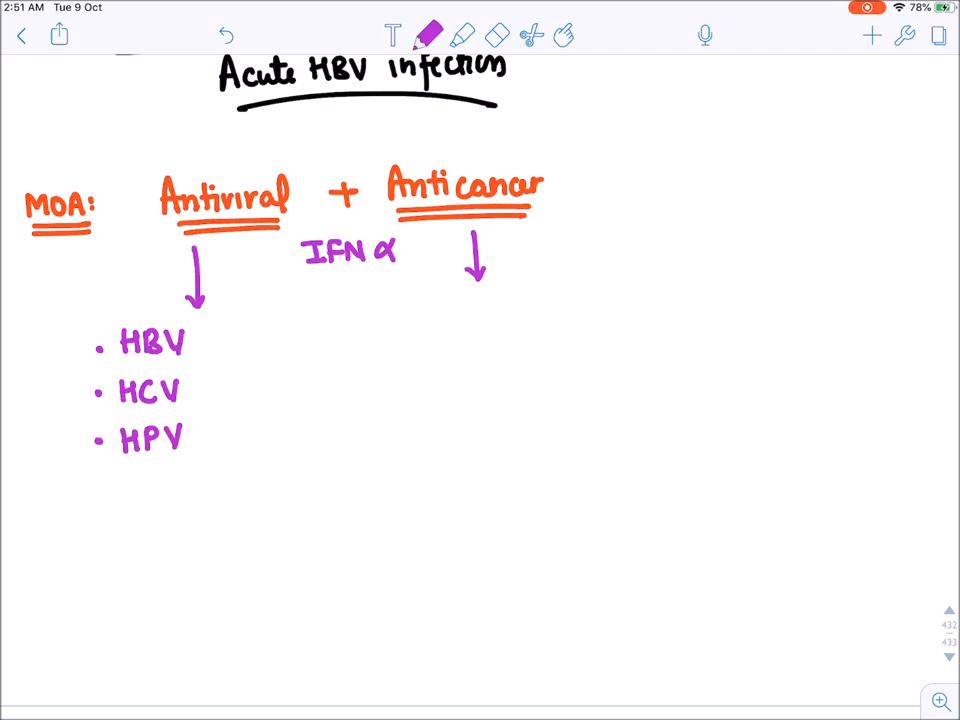 2:51 AM Tue 9 Oct
78%
T
Acute HBV infection
MOA: Antiviral + Anticancer
IFN α
• HBV
• HCV
• HPV
432
433